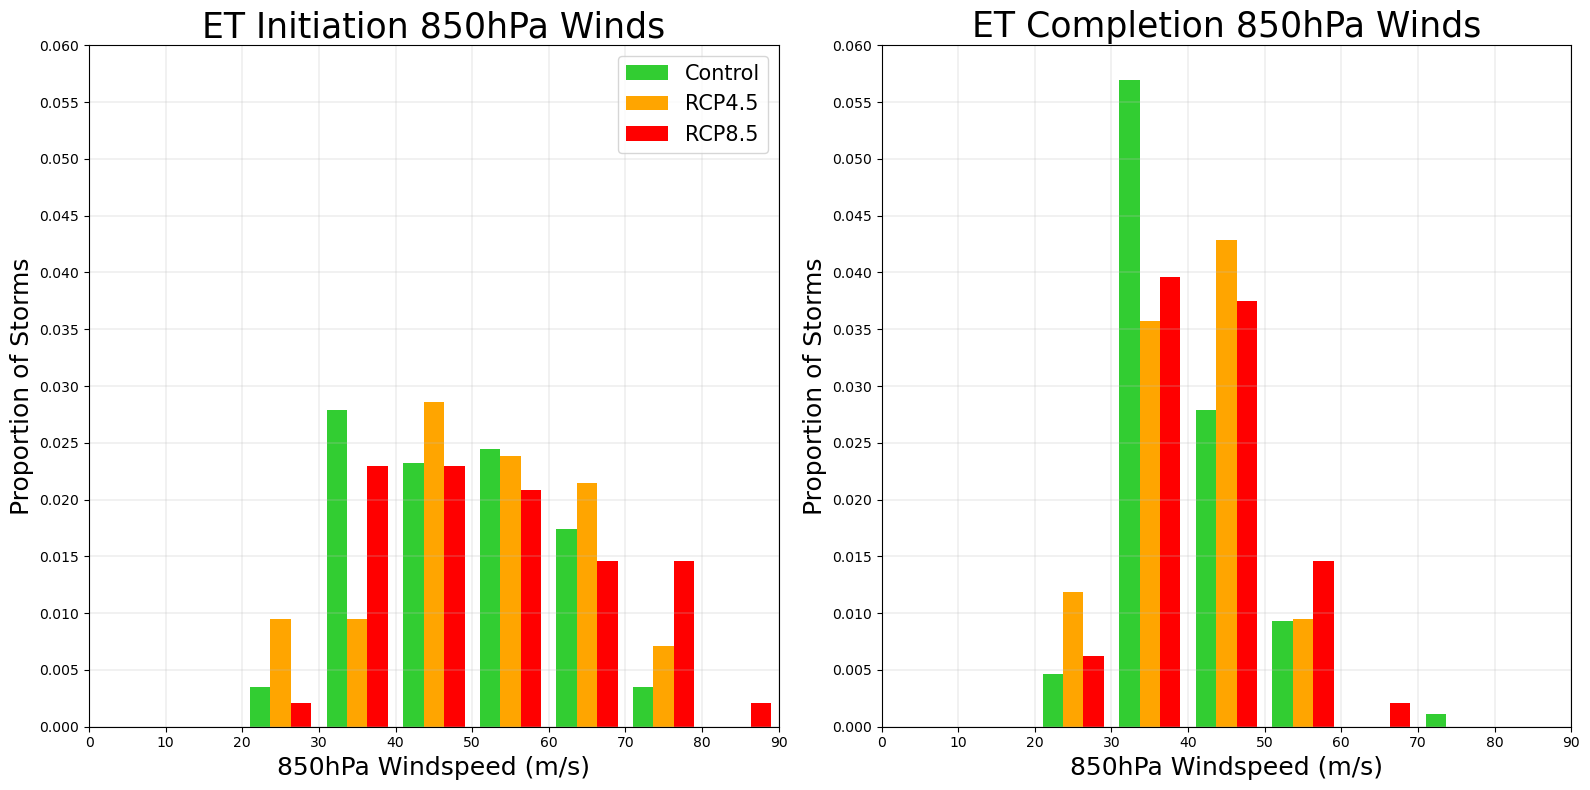 ET Initiation 850hPa Winds
0.060
0.055
0.050
0.045
0.040
0.035
0.030
0.025
0.020
0.015
0.010
0.005
0.000
Proportion of Storms
Control
RCP4.5
RCP8.5
0 10 20 30 40 50 60 70 80 90
850hPa Windspeed (m/s)
ET Completion 850hPa Winds
0.060
0.055
0.050
0.045
0.040
0.035
0.030
0.025
0.020
0.015
0.010
0.005
0.000
Proportion of Storms
0 10 20 30 40 50 60 70 80 90
850hPa Windspeed (m/s)